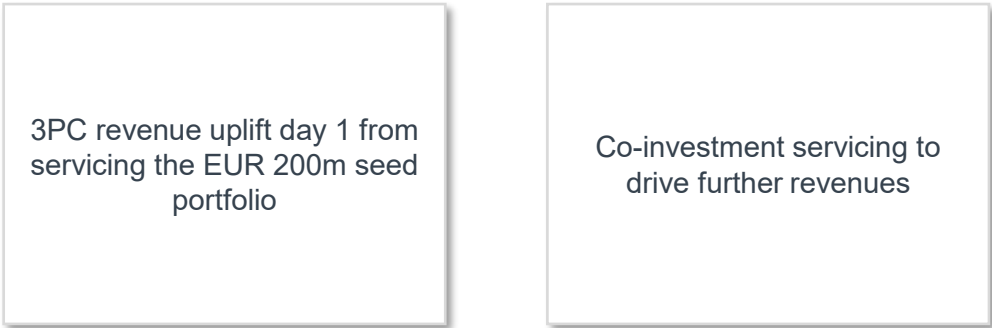 3PC revenue uplift day 1 from
servicing the EUR 200m seed
portfolio
Co-investment servicing to
drive further revenues